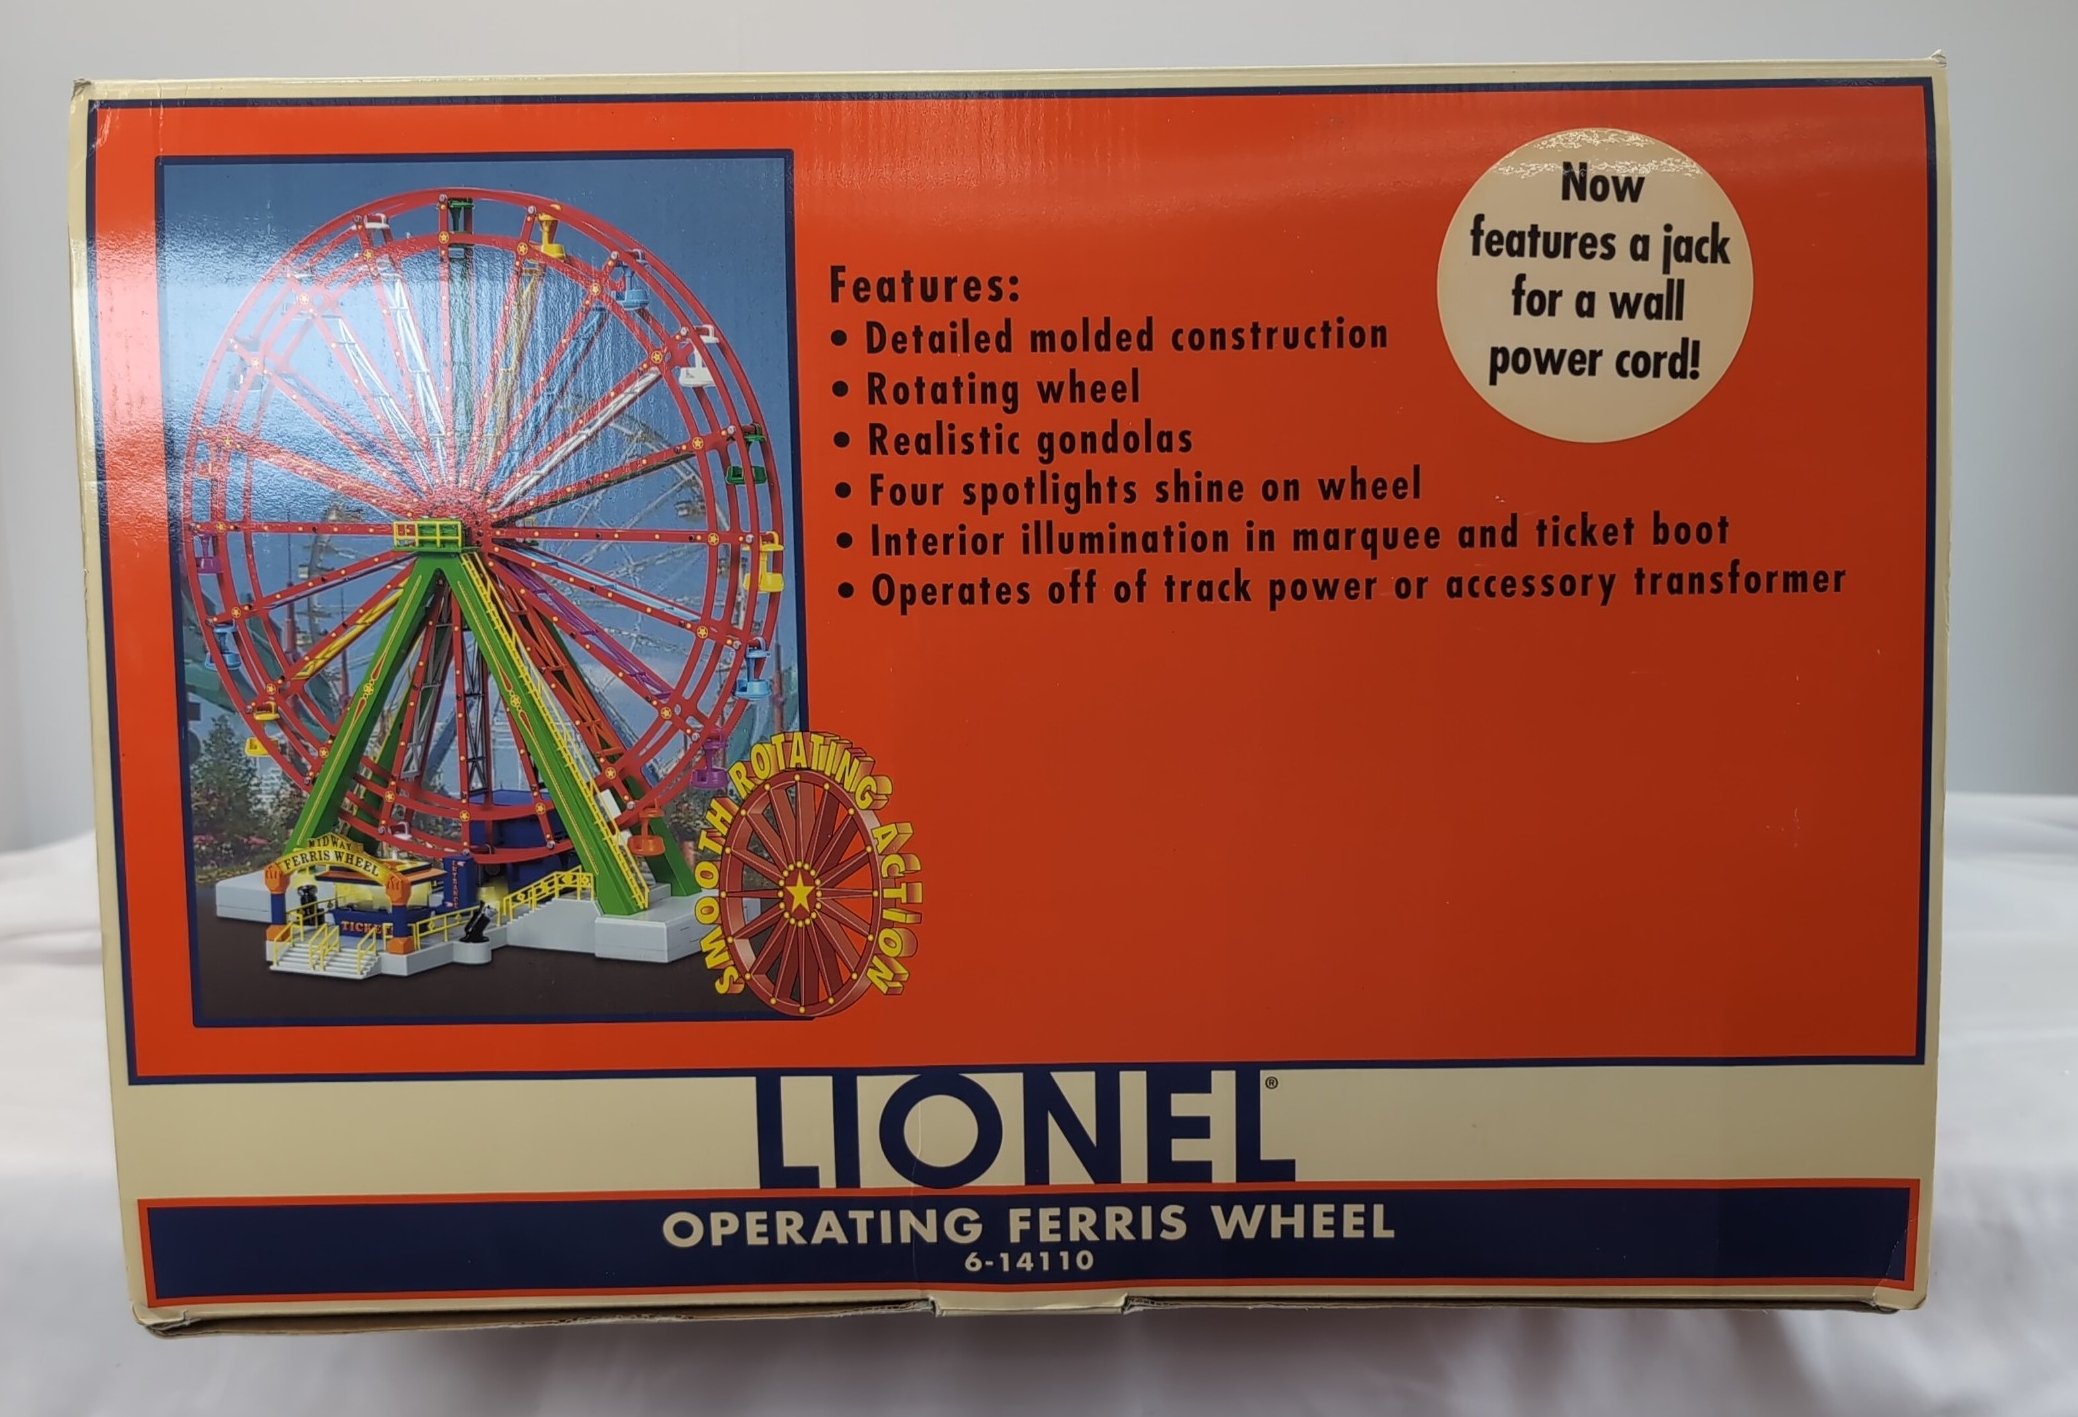 Now
features a jack
for a wall
power cord!
Features:
• Detailed molded construction
• Rotating wheel
• Realistic gondolas
• Four spotlights shine on wheel
• Interior illumination in marquee and ticket boot
• Operates off of track power or accessory transformer
MIDWAY
FERRIS WHEEL
ENTRANCE
TICKET
SMOOTH ROTATING ACTION
LIONEL®
OPERATING FERRIS WHEEL
6-14110